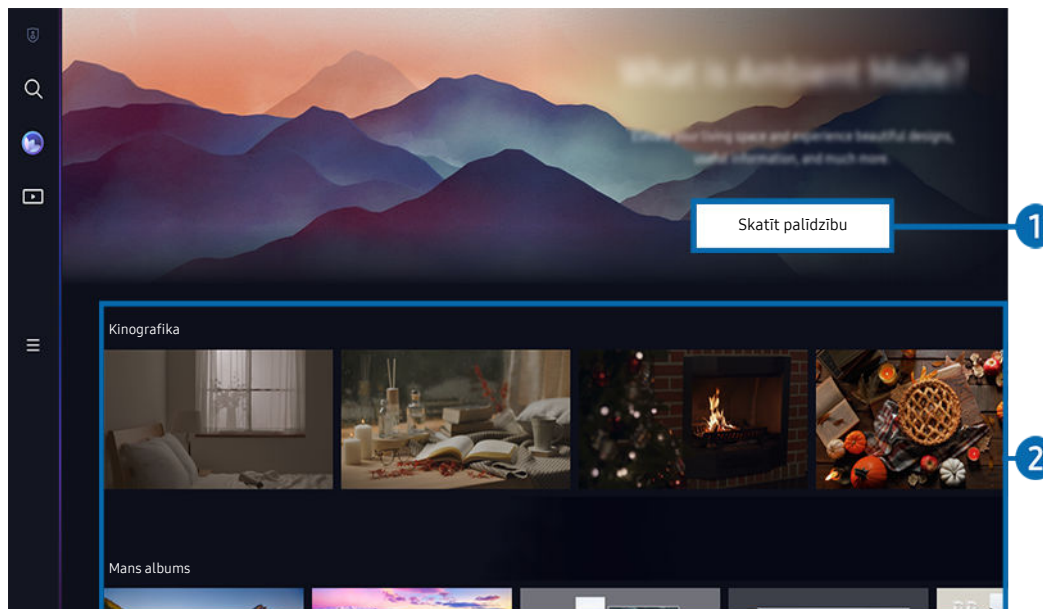 What is Ambient Mode?
Elevate your living space and experience beautiful designs,
useful information, and much more.
Skatīt palīdzību
1
Kinografika
2
Mans albums